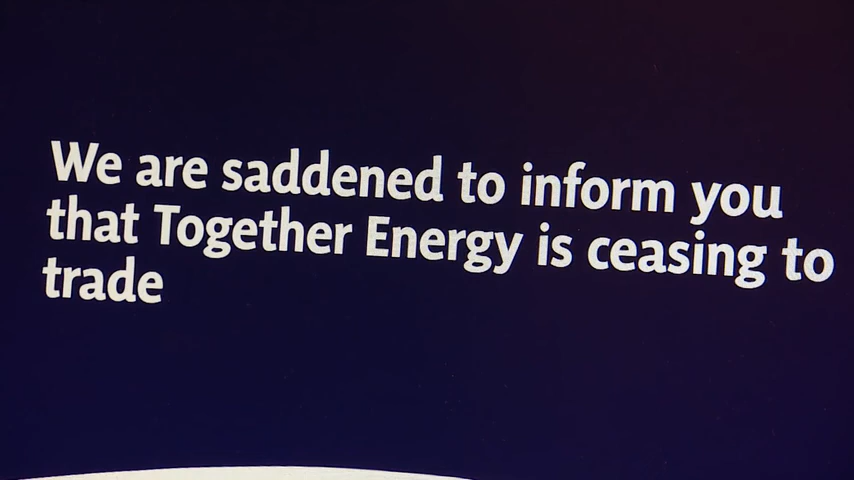 We are saddened to inform you
that Together Energy is ceasing to
trade